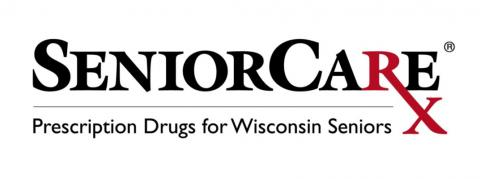 SENIORCARE®
Prescription Drugs for Wisconsin Seniors X